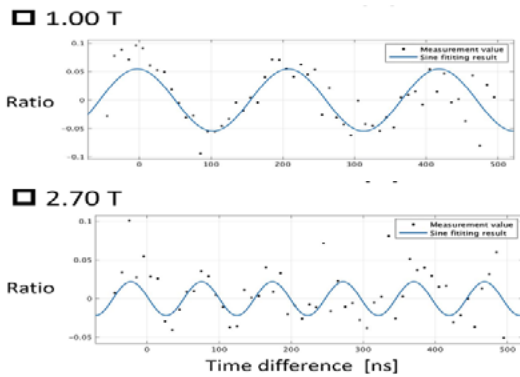 1.00 T
0.1
Measurement value
Sine fititing result
0.05
Ratio
0
-0.05
-0.1
0 100 200 300 400 500
2.70 T
0.1
Measurement value
Sine fititing result
0.05
Ratio
0
-0.05
0 100 200 300 400 500
Time difference [ns]